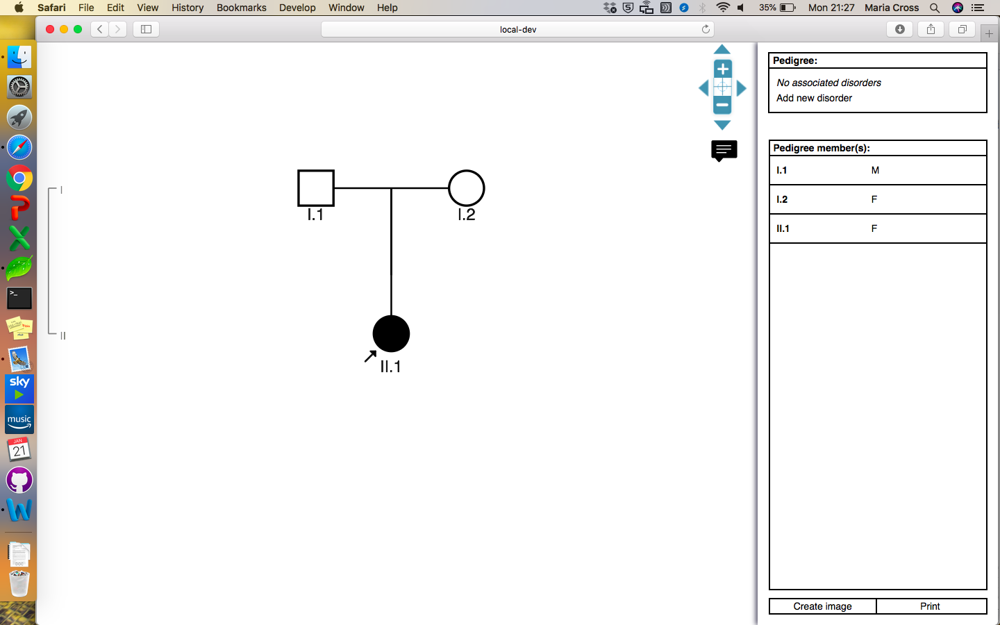 Safari File Edit View History Bookmarks Develop Window Help 35% Mon 21:27 Maria Cross
local-dev
Pedigree:
No associated disorders
Add new disorder
Pedigree member(s):
I.1 M
I.2 F
II.1 F
Create image Print
I
I.1 I.2
II
II.1
sky
music
JAN
21